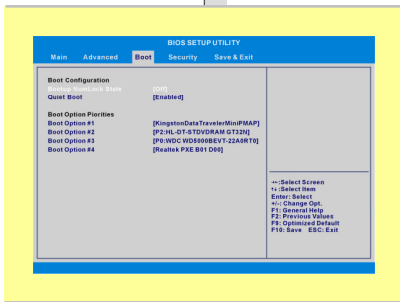 BIOS SETUP UTILITY
Main Advanced Boot Security Save & Exit
Boot Configuration
Bootup NumLock State [Off]
Quiet Boot [Enabled]
Boot Option Piorities
Boot Option #1 [KingstonDataTravelerMiniPMAP]
Boot Option #2 [P2:HL-DT-STDVDRAM GT32N]
Boot Option #3 [P0:WDC WD5000BEVT-22A0RT0]
Boot Option #4 [Realtek PXE B01 D00]
→←:Select Screen
↑↓:Select Item
Enter: Select
+/-: Change Opt.
F1: General Help
F2: Previous Values
F9: Optimized Default
F10: Save ESC: Exit